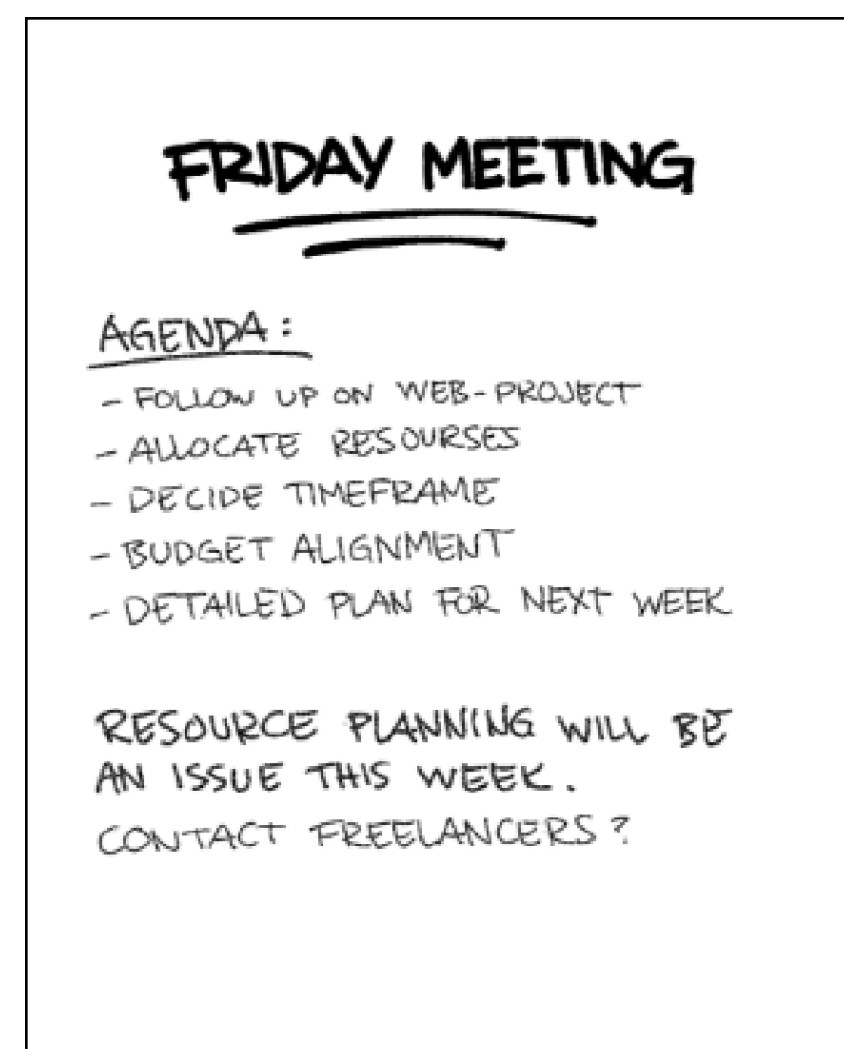 FRIDAY MEETING
AGENDA:
- FOLLOW UP ON WEB-PROJECT
- ALLOCATE RESOURSES
- DECIDE TIMEFRAME
- BUDGET ALIGNMENT
- DETAILED PLAN FOR NEXT WEEK
RESOURCE PLANNING WILL BE
AN ISSUE THIS WEEK.
CONTACT FREELANCERS?